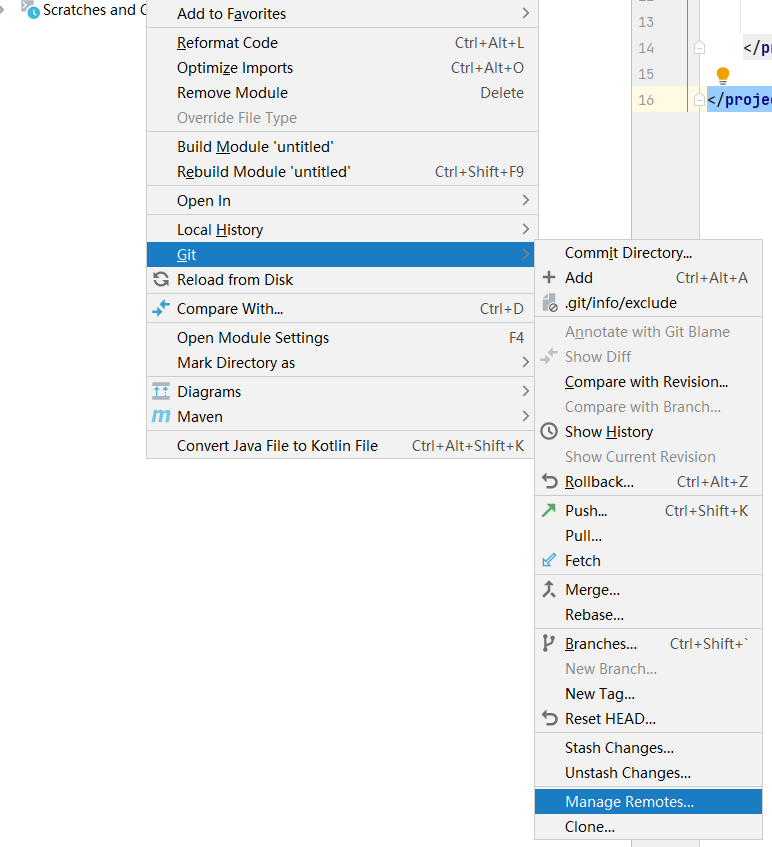 Scratches and C
Add to Favorites
Reformat Code Ctrl+Alt+L
Optimize Imports Ctrl+Alt+O
Remove Module Delete
Override File Type
Build Module 'untitled'
Rebuild Module 'untitled' Ctrl+Shift+F9
Open In
Local History
Git
Reload from Disk
Compare With... Ctrl+D
Open Module Settings F4
Mark Directory as
Diagrams
Maven
Convert Java File to Kotlin File Ctrl+Alt+Shift+K
13
14 </p
15
16 </proje
Commit Directory...
Add Ctrl+Alt+A
.git/info/exclude
Annotate with Git Blame
Show Diff
Compare with Revision...
Compare with Branch...
Show History
Show Current Revision
Rollback... Ctrl+Alt+Z
Push... Ctrl+Shift+K
Pull...
Fetch
Merge...
Rebase...
Branches... Ctrl+Shift+`
New Branch...
New Tag...
Reset HEAD...
Stash Changes...
Unstash Changes...
Manage Remotes...
Clone...